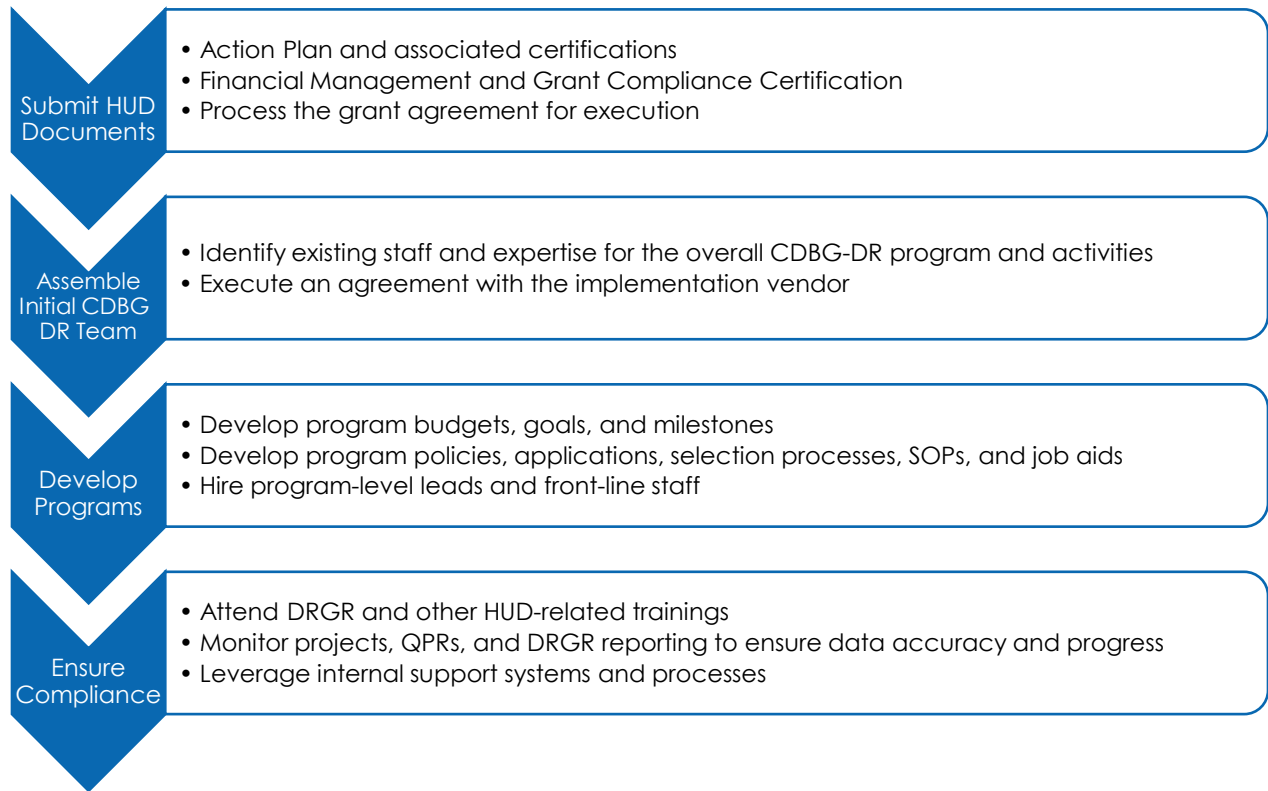 Submit HUD
Documents
• Action Plan and associated certifications
• Financial Management and Grant Compliance Certification
• Process the grant agreement for execution
Assemble
Initial CDBG
DR Team
• Identify existing staff and expertise for the overall CDBG-DR program and activities
• Execute an agreement with the implementation vendor
Develop
Programs
• Develop program budgets, goals, and milestones
• Develop program policies, applications, selection processes, SOPs, and job aids
• Hire program-level leads and front-line staff
Ensure
Compliance
• Attend DRGR and other HUD-related trainings
• Monitor projects, QPRs, and DRGR reporting to ensure data accuracy and progress
• Leverage internal support systems and processes